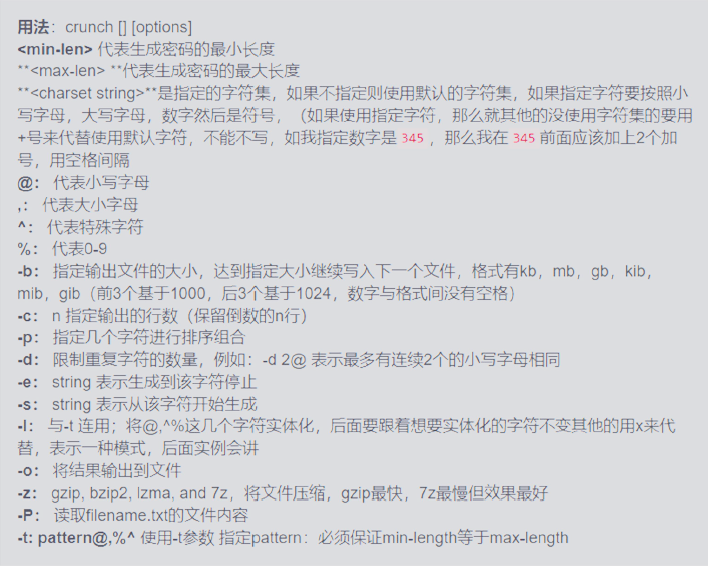 用法：crunch [] [options]
<min-len> 代表生成密码的最小长度
**<max-len> **代表生成密码的最大长度
**<charset string>**是指定的字符集，如果不指定则使用默认的字符集，如果指定字符要按照小
写字母，大写字母，数字然后是符号，（如果使用指定字符，那么就其他的没使用字符集的要用
+号来代替使用默认字符，不能不写，如我指定数字是 345 ，那么我在 345 前面应该加上2个加
号，用空格间隔
@： 代表小写字母
,： 代表大小字母
^： 代表特殊字符
%： 代表0-9
-b： 指定输出文件的大小，达到指定大小继续写入下一个文件，格式有kb，mb，gb，kib，
mib，gib（前3个基于1000，后3个基于1024，数字与格式间没有空格）
-c： n 指定输出的行数（保留倒数的n行）
-p： 指定几个字符进行排序组合
-d： 限制重复字符的数量，例如：-d 2@ 表示最多有连续2个的小写字母相同
-e： string 表示生成到该字符停止
-s： string 表示从该字符开始生成
-l： 与-t 连用；将@,^%这几个字符实体化，后面要跟着想要实体化的字符不变其他的用x来代
替，表示一种模式，后面实例会讲
-o： 将结果输出到文件
-z： gzip, bzip2, lzma, and 7z，将文件压缩，gzip最快，7z最慢但效果最好
-P： 读取filename.txt的文件内容
-t: pattern@,%^ 使用-t参数 指定pattern：必须保证min-length等于max-length